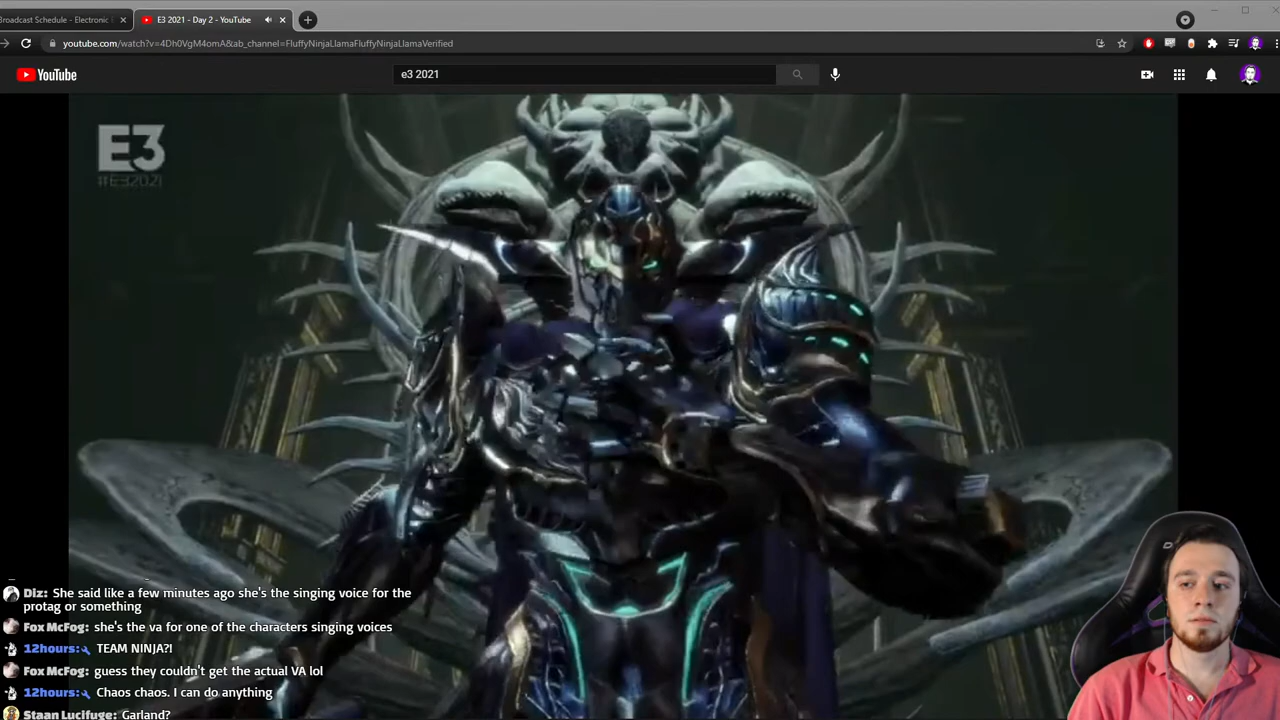 Broadcast Schedule - Electronic
E3 2021 - Day 2 - YouTube
youtube.com/watch?v=4Dh0VgM4omA&ab_channel=FluffyNinjaLlamaFluffyNinjaLlamaVerified
YouTube
e3 2021
E3
#E32021
Diz: She said like a few minutes ago she's the singing voice for the
protag or something
Fox McFog: she's the va for one of the characters singing voices
12hours: TEAM NINJA?!
Fox McFog: guess they couldn't get the actual VA lol
12hours: Chaos chaos. I can do anything
Staan Lucifuge: Garland?